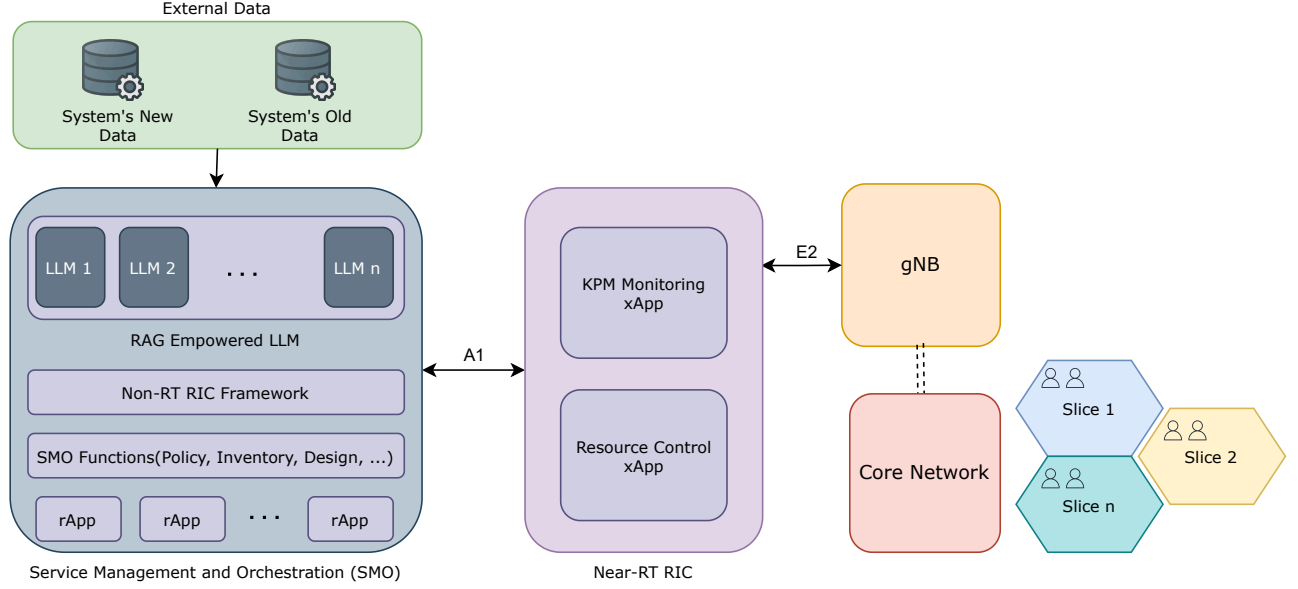 External Data
System's New
Data
System's Old
Data
LLM 1
LLM 2
. . .
LLM n
RAG Empowered LLM
Non-RT RIC Framework
SMO Functions(Policy, Inventory, Design, ...)
rApp
rApp
. . .
rApp
Service Management and Orchestration (SMO)
A1
KPM Monitoring
xApp
Resource Control
xApp
Near-RT RIC
E2
gNB
Core Network
Slice 1
Slice 2
Slice n